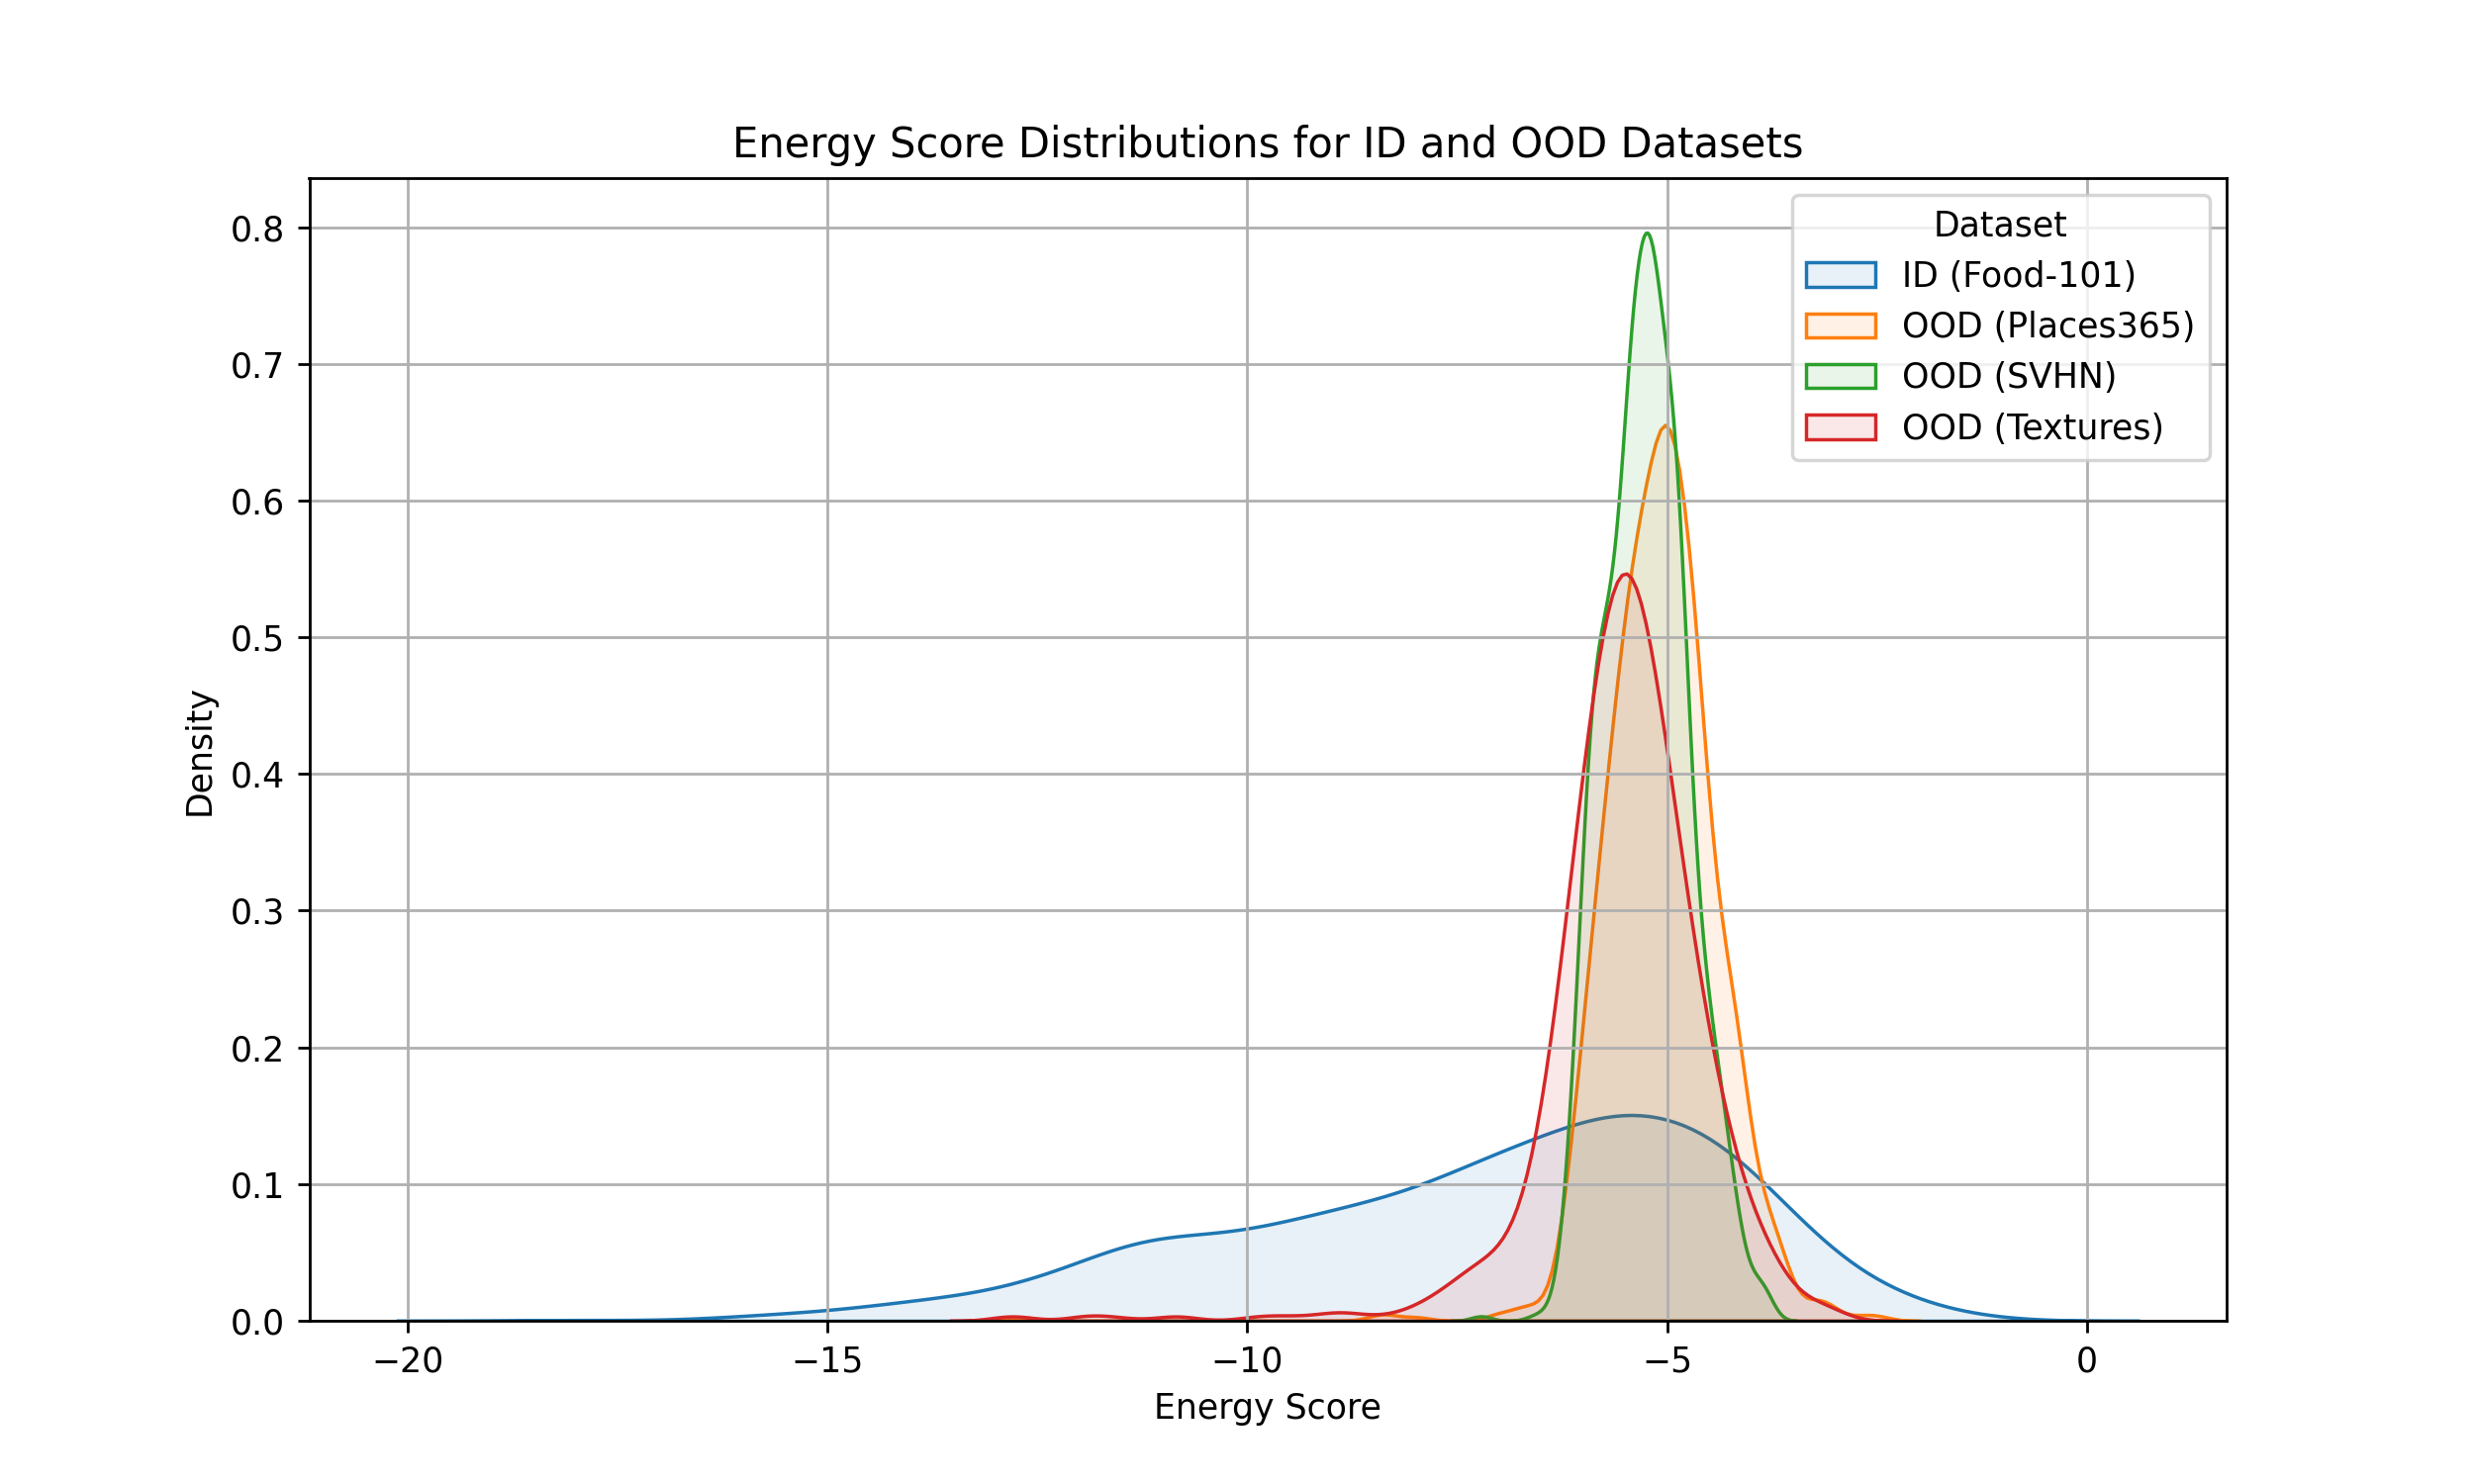 Energy Score Distributions for ID and OOD Datasets
Dataset
ID (Food-101)
OOD (Places365)
OOD (SVHN)
OOD (Textures)
0.8
0.7
0.6
0.5
0.4
0.3
0.2
0.1
0.0
Density
−20 −15 −10 −5 0
Energy Score